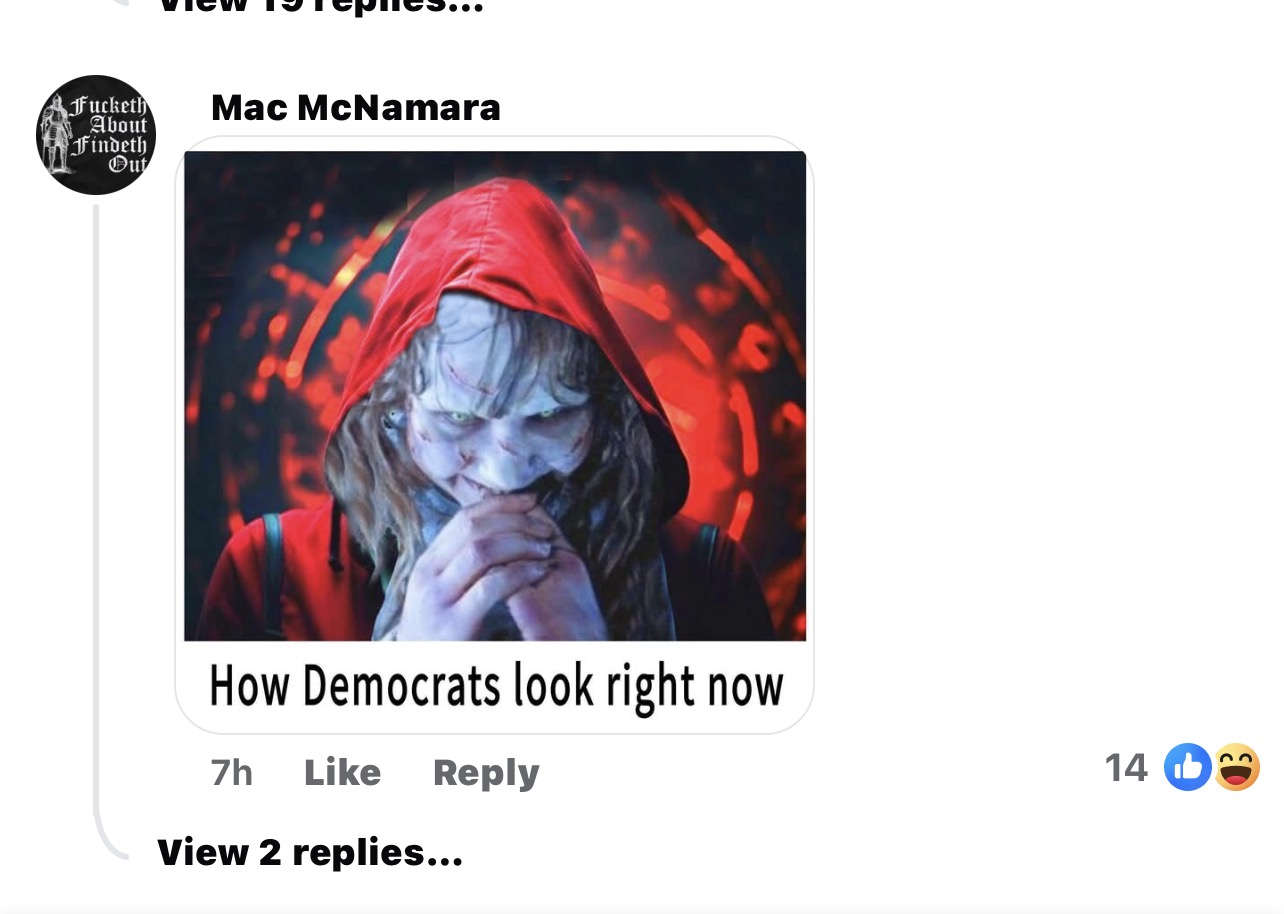 View 19 replies...
Fucketh
About
Findeth
Out
Mac McNamara
How Democrats look right now
7h Like Reply
14
View 2 replies...